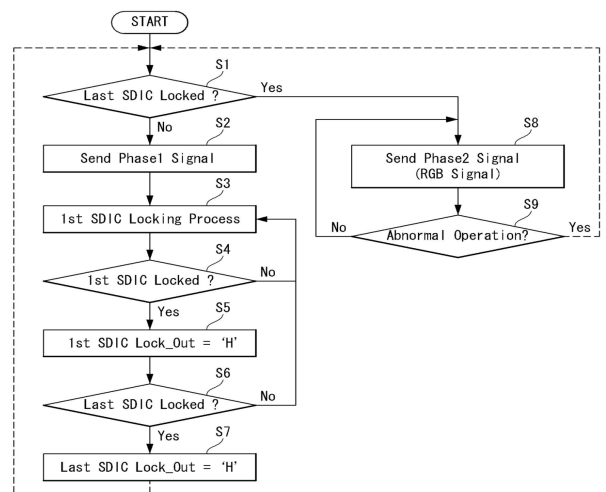 START
S1
Last SDIC Locked ?
Yes
No
S2
Send Phase1 Signal
S3
1st SDIC Locking Process
S4
1st SDIC Locked ?
No
Yes
S5
1st SDIC Lock_Out = ‘H’
S6
Last SDIC Locked ?
No
Yes
S7
Last SDIC Lock_Out = ‘H’
S8
Send Phase2 Signal
(RGB Signal)
S9
No
Abnormal Operation?
Yes